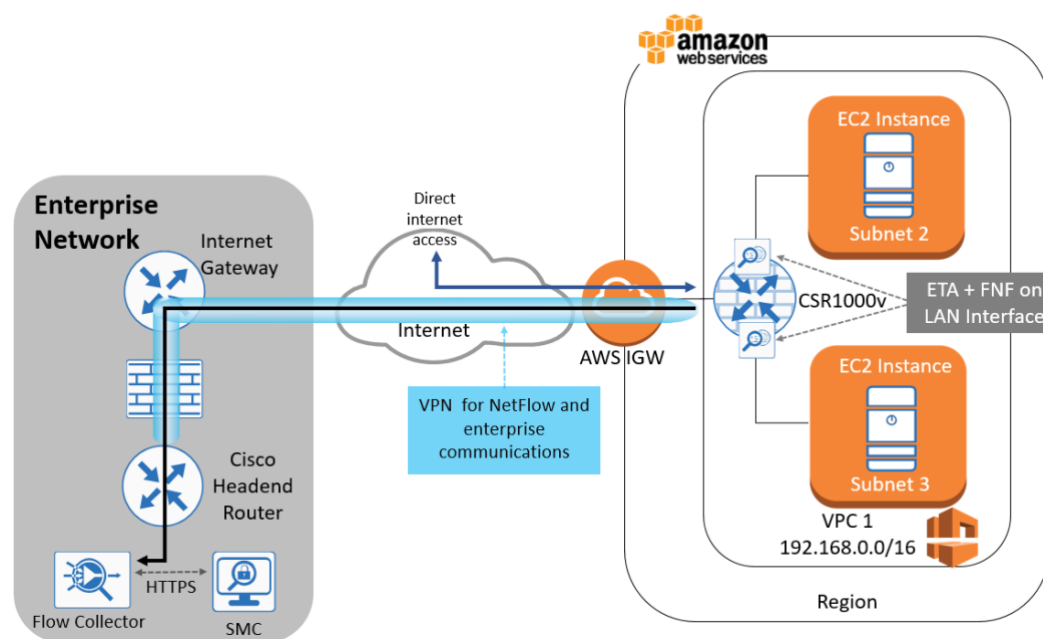 amazon
webservices
EC2 Instance
Subnet 2
Enterprise
Network
Internet
Gateway
Direct
internet
access
CSR1000v
ETA + FNF on
LAN Interface
Internet
AWS IGW
EC2 Instance
Subnet 3
VPN for NetFlow and
enterprise
communications
Cisco
Headend
Router
VPC 1
192.168.0.0/16
HTTPS
Flow Collector
SMC
Region